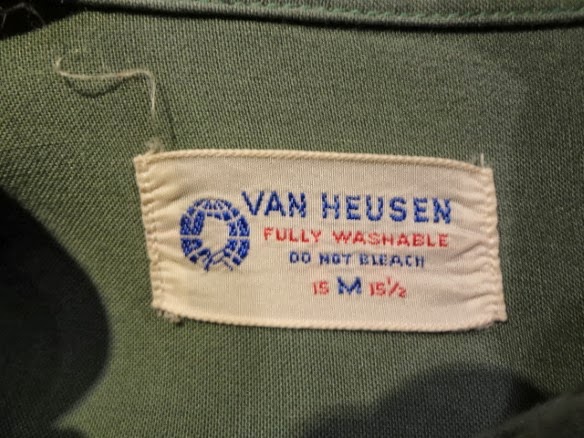 VAN HEUSEN
FULLY WASHABLE
DO NOT BLEACH
15 M 15½